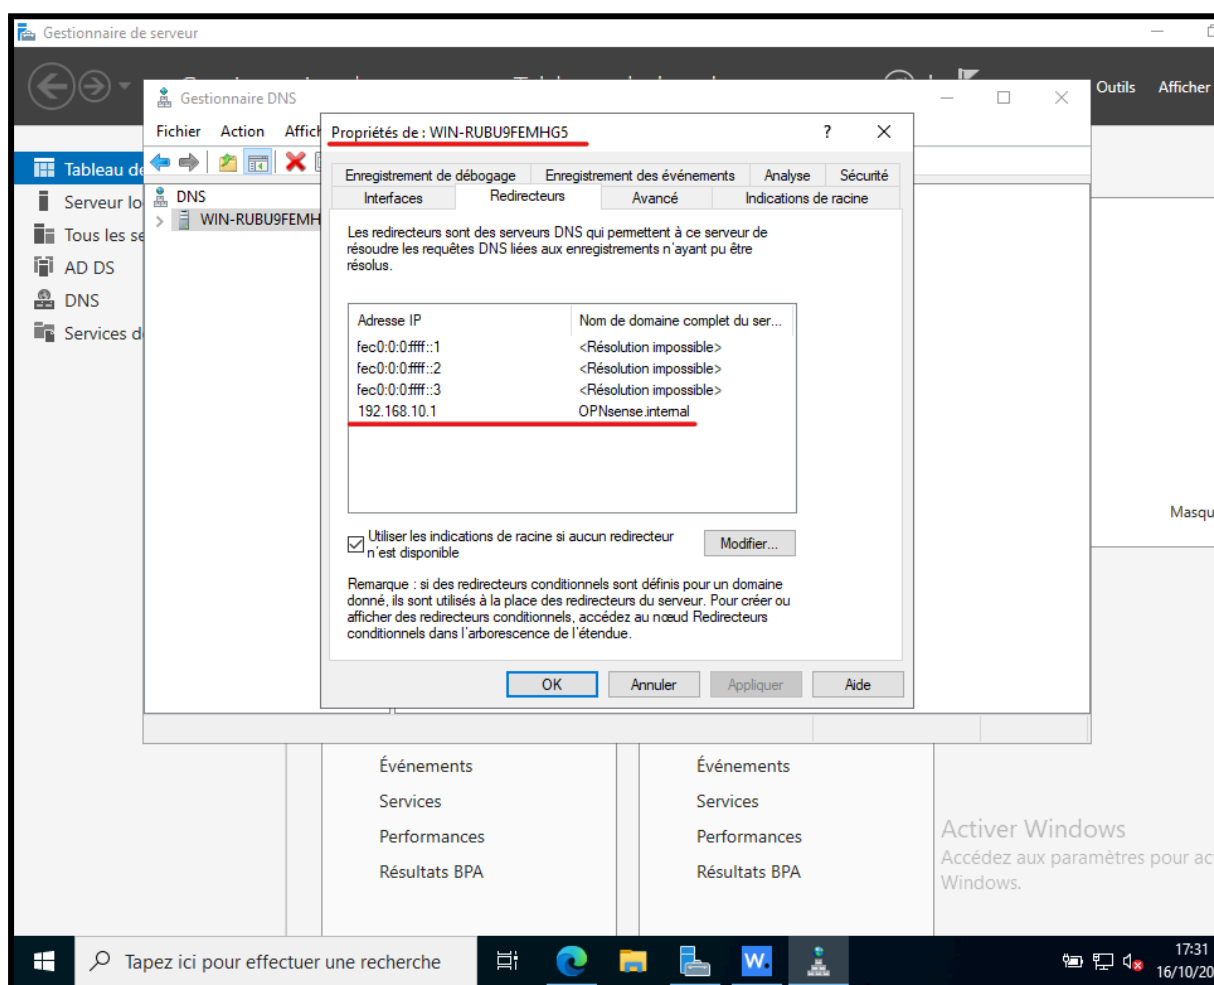 Gestionnaire de serveur
Outils Afficher
Gestionnaire DNS
Fichier Action Affich
Propriétés de : WIN-RUBU9FEMHG5 ? X
Enregistrement de débogage Enregistrement des événements Analyse Sécurité
Interfaces Redirecteurs Avancé Indications de racine
Tableau de
Serveur lo
Tous les se
AD DS
DNS
Services d
DNS
WIN-RUBU9FEMH
Les redirecteurs sont des serveurs DNS qui permettent à ce serveur de
résoudre les requêtes DNS liées aux enregistrements n'ayant pu être
résolus.
Adresse IP Nom de domaine complet du ser...
fec0:0:0:ffff::1 <Résolution impossible>
fec0:0:0:ffff::2 <Résolution impossible>
fec0:0:0:ffff::3 <Résolution impossible>
192.168.10.1 OPNsense.internal
Utiliser les indications de racine si aucun redirecteur
n'est disponible
Modifier...
Remarque : si des redirecteurs conditionnels sont définis pour un domaine
donné, ils sont utilisés à la place des redirecteurs du serveur. Pour créer ou
afficher des redirecteurs conditionnels, accédez au nœud Redirecteurs
conditionnels dans l'arborescence de l'étendue.
OK Annuler Appliquer Aide
Masqu
Événements Événements
Services Services
Performances Performances
Résultats BPA Résultats BPA
Activer Windows
Accédez aux paramètres pour ac
Windows.
Tapez ici pour effectuer une recherche
W.
17:31
16/10/20